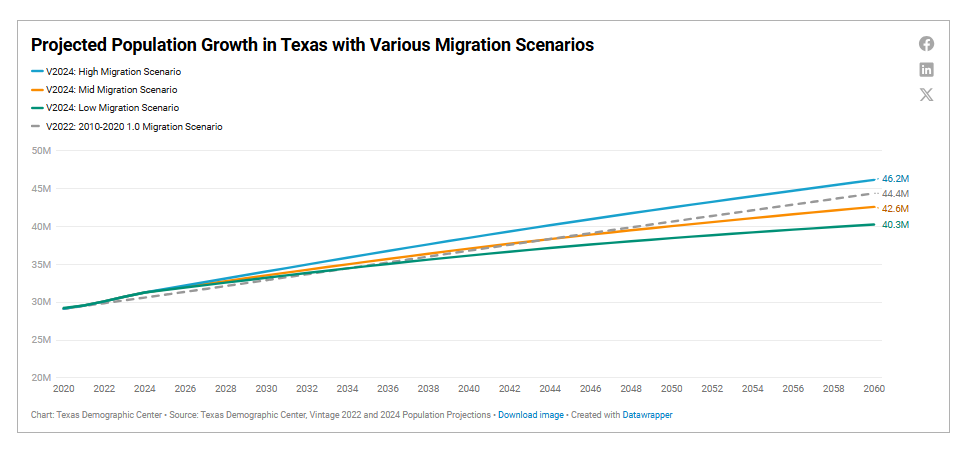 Projected Population Growth in Texas with Various Migration Scenarios
V2024: High Migration Scenario
V2024: Mid Migration Scenario
V2024: Low Migration Scenario
V2022: 2010-2020 1.0 Migration Scenario
50M
45M
40M
35M
30M
25M
20M
46.2M
44.4M
42.6M
40.3M
2020 2022 2024 2026 2028 2030 2032 2034 2036 2038 2040 2042 2044 2046 2048 2050 2052 2054 2056 2058 2060
Chart: Texas Demographic Center • Source: Texas Demographic Center, Vintage 2022 and 2024 Population Projections • Download image • Created with Datawrapper